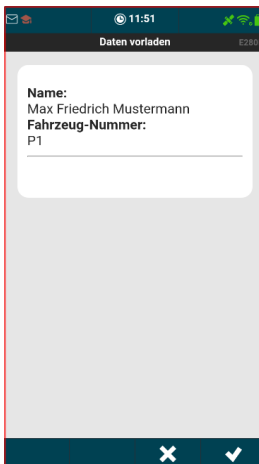 11:51
Daten vorladen E280
Name:
Max Friedrich Mustermann
Fahrzeug-Nummer:
P1